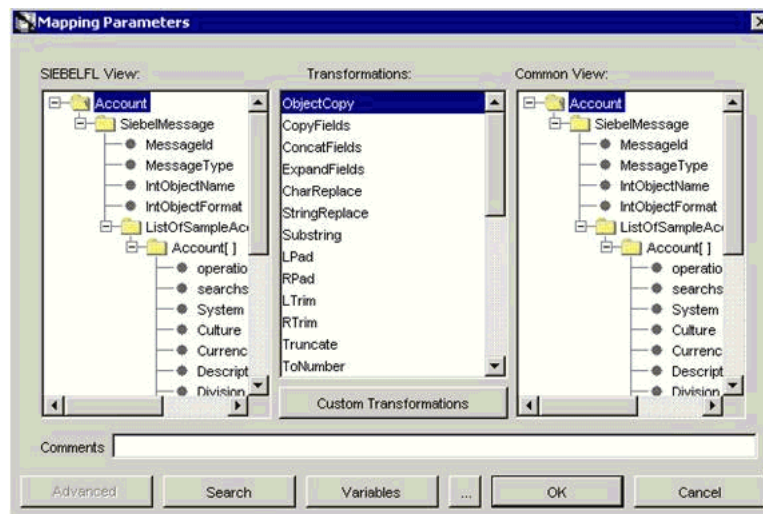 Mapping Parameters
SIEBELFL View:
Account
SiebelMessage
MessageId
MessageType
IntObjectName
IntObjectFormat
ListOfSampleAc
Account[ ]
operatio
searchs
System
Culture
Currenc
Descript
Division
Transformations:
ObjectCopy
CopyFields
ConcatFields
ExpandFields
CharReplace
StringReplace
Substring
LPad
RPad
LTrim
RTrim
Truncate
ToNumber
Custom Transformations
Common View:
Account
SiebelMessage
MessageId
MessageType
IntObjectName
IntObjectFormat
ListOfSampleAc
Account[ ]
operatio
searchs
System
Culture
Currenc
Descript
Division
Comments
Advanced Search Variables ... OK Cancel